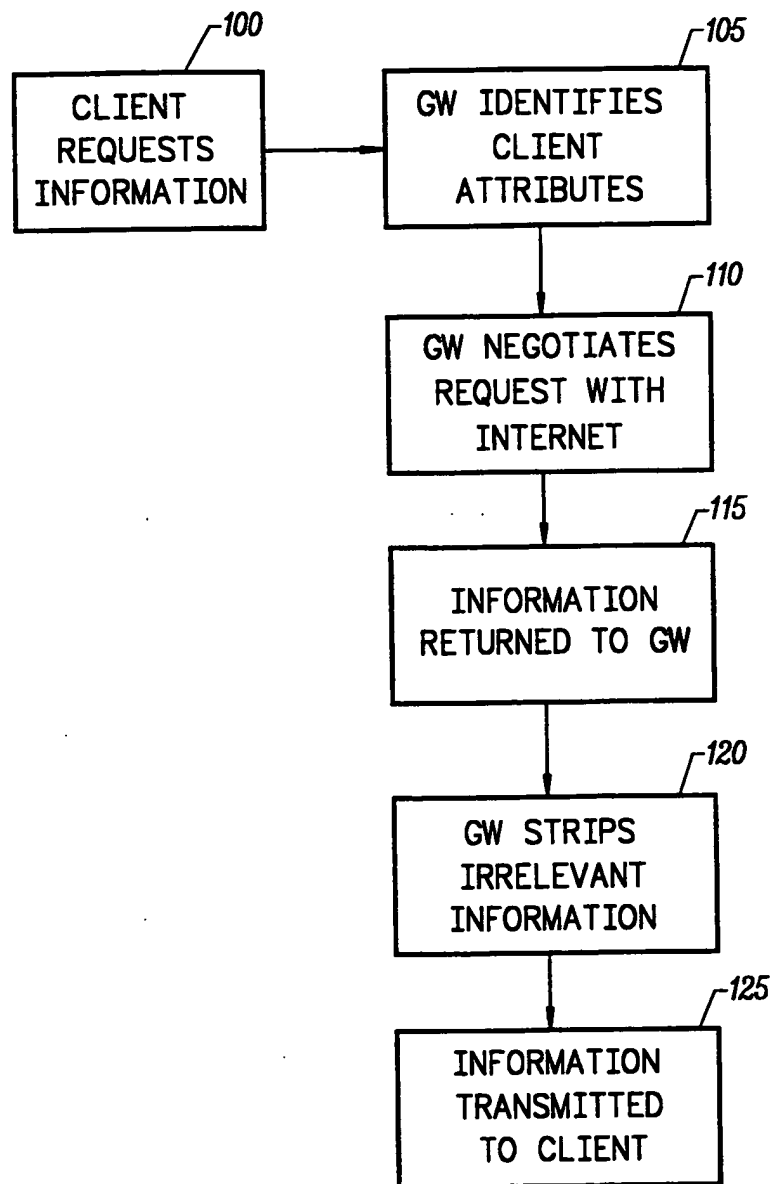 100
CLIENT
REQUESTS
INFORMATION
105
GW IDENTIFIES
CLIENT
ATTRIBUTES
110
GW NEGOTIATES
REQUEST WITH
INTERNET
115
INFORMATION
RETURNED TO GW
120
GW STRIPS
IRRELEVANT
INFORMATION
125
INFORMATION
TRANSMITTED
TO CLIENT